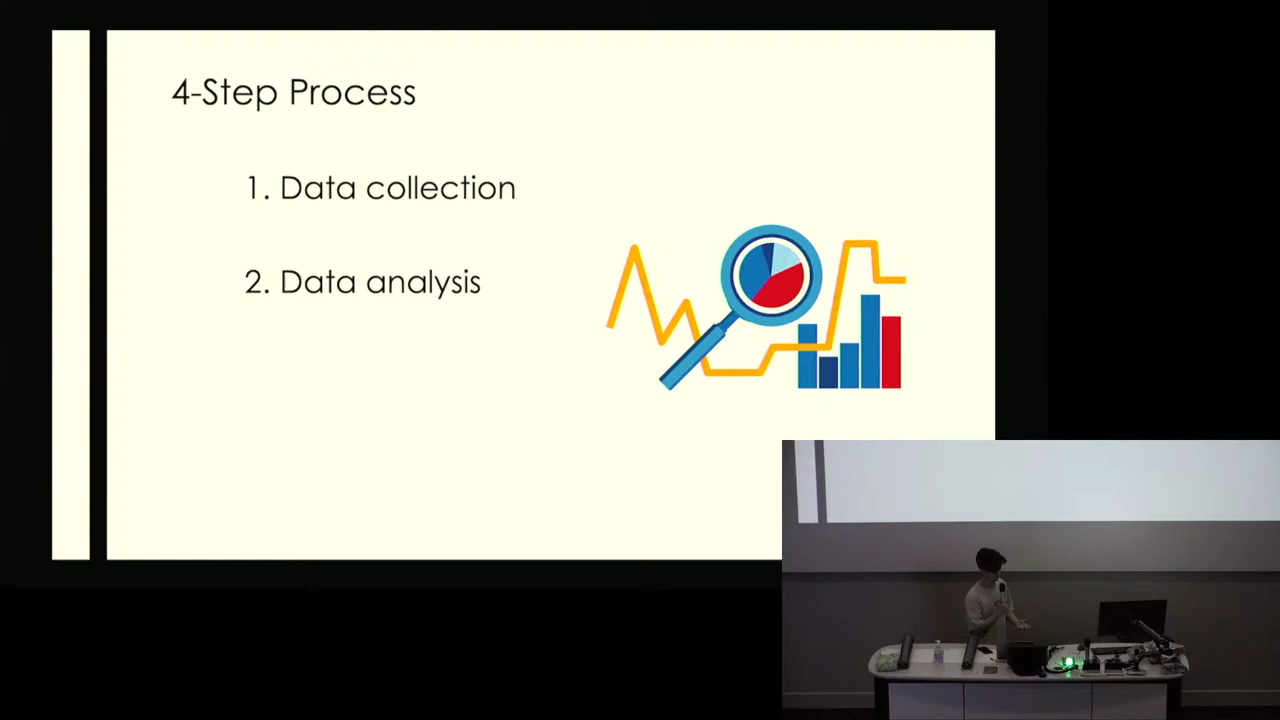 4-Step Process
1. Data collection
2. Data analysis